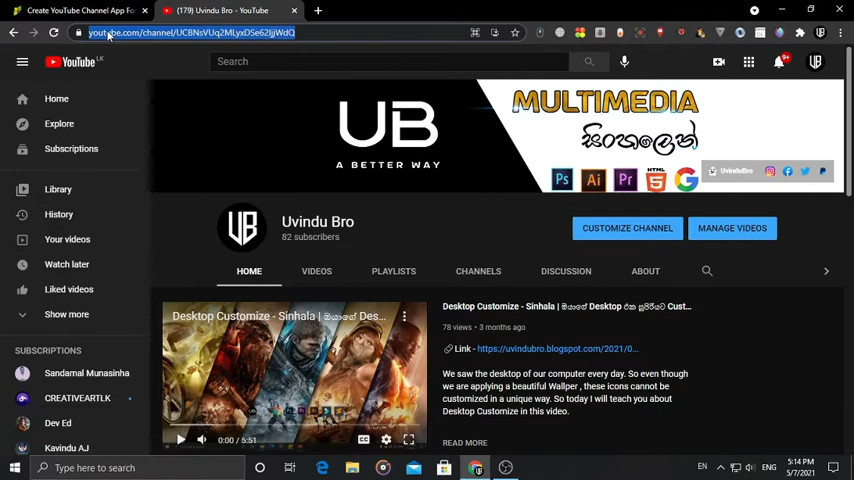 Create YouTube Channel App For
(179) Uvindu Bro - YouTube
youtube.com/channel/UC8NsVUq2MLyxDSe62IjjWdQ
YouTube LK
Search
9+
Home
Explore
Subscriptions
Library
History
Your videos
Watch later
Liked videos
Show more
SUBSCRIPTIONS
Sandamal Munasinha
CREATIVEARTLK
Dev Ed
Kavindu AJ
UB
A BETTER WAY
MULTIMEDIA
සිංහලෙන්
Ps Ai Pr HTML 5 G
UvinduBro
UB
Uvindu Bro
82 subscribers
CUSTOMIZE CHANNEL
MANAGE VIDEOS
HOME VIDEOS PLAYLISTS CHANNELS DISCUSSION ABOUT
Desktop Customize - Sinhala | ඔයාගේ Des...
0:00 / 5:51
CC
Desktop Customize - Sinhala | ඔයාගේ Desktop එක සුපිරියට Cust...
78 views • 3 months ago
Link - https://uvindubro.blogspot.com/2021/0...
We saw the desktop of our computer every day. So even though
we are applying a beautiful Wallper , these icons cannot be
customized in a unique way. So today I will teach you about
Desktop Customize in this video.
READ MORE
Type here to search
EN
ENG
5:14 PM
5/7/2021